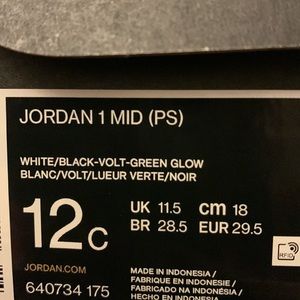 JORDAN 1 MID (PS)
WHITE/BLACK-VOLT-GREEN GLOW
BLANC/VOLT/LUEUR VERTE/NOIR
12C
UK 11.5 cm 18
BR 28.5 EUR 29.5
RFID
JORDAN.COM
640734 175
MADE IN INDONESIA/
FABRIQUE EN INDONESIE/
FABRICADO NA INDONÉSIA/
HECHO EN INDONESIA